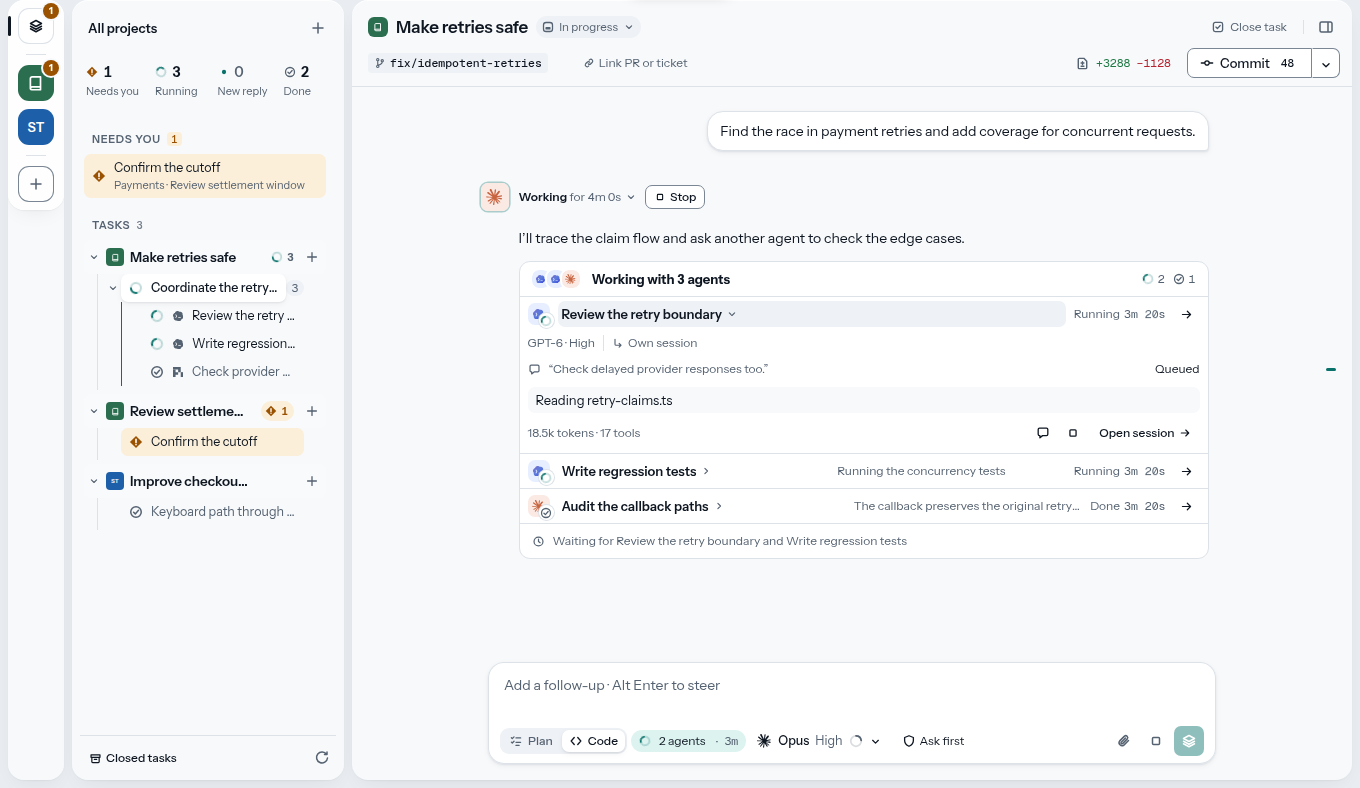 1
1
ST
All projects
1 3 0 2
Needs you Running New reply Done
NEEDS YOU 1
Confirm the cutoff
Payments · Review settlement window
TASKS 3
Make retries safe 3
Coordinate the retry… 3
Review the retry …
Write regression…
Check provider …
Review settleme… 1
Confirm the cutoff
ST Improve checkou…
Keyboard path through …
Closed tasks
Make retries safe In progress Close task
fix/idempotent-retries Link PR or ticket +3288 −1128 Commit 48
Find the race in payment retries and add coverage for concurrent requests.
Working for 4m 0s Stop
I’ll trace the claim flow and ask another agent to check the edge cases.
Working with 3 agents 2 1
Review the retry boundary Running 3m 20s
GPT-6 · High Own session
“Check delayed provider responses too.” Queued
Reading retry-claims.ts
18.5k tokens · 17 tools Open session
Write regression tests Running the concurrency tests Running 3m 20s
Audit the callback paths The callback preserves the original retry… Done 3m 20s
Waiting for Review the retry boundary and Write regression tests
Add a follow-up · Alt Enter to steer
Plan Code 2 agents · 3m Opus High Ask first